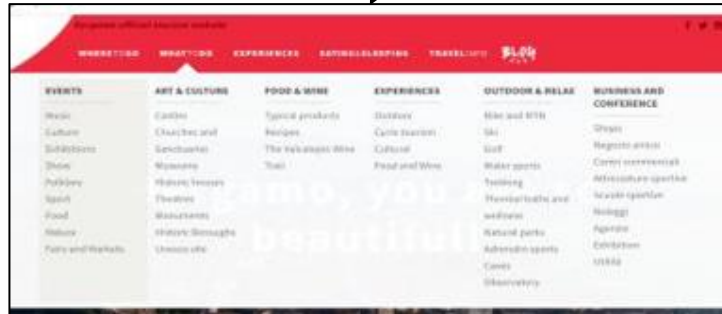 Bergamo official tourism website
WHERETOGO WHATTODO EXPERIENCES EATING&SLEEPING TRAVELINFO BLOG
EVENTS
Music
Culture
Exhibitions
Show
Folklore
Sport
Food
Nature
Fairs and Markets
ART & CULTURE
Castles
Churches and
Sanctuaries
Museums
Historic houses
Theatres
Monuments
Historic Boroughs
Unesco site
FOOD & WINE
Typical products
Recipes
The Valcalepio Wine
EXPERIENCES
Outdoor
Cycle tourism
Cultural
Food and Wine
OUTDOOR & RELAX
Bike and MTB
Ski
Golf
Water sports
Trekking
Thermal baths and
wellness
Natural parks
Adrenalin sports
Caves
Observatory
BUSINESS AND
CONFERENCE
Shops
Negozi storici
Centri commerciali
Attrezzature sportive
Scuole sportive
Noleggi
Agenzie
Exhibition
Utilità
beautiful